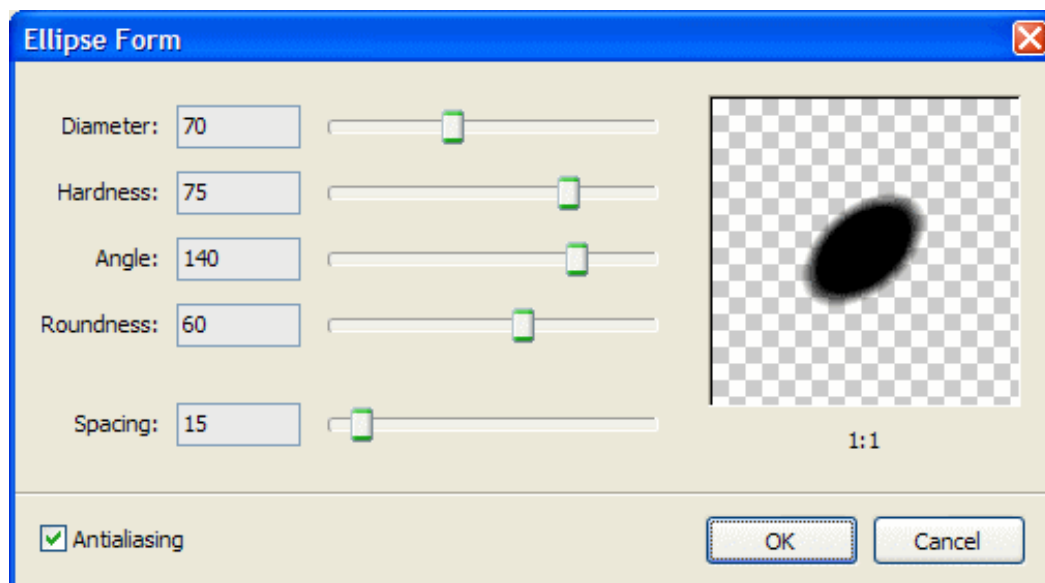 Ellipse Form
Diameter: 70
Hardness: 75
Angle: 140
Roundness: 60
Spacing: 15
1:1
Antialiasing
OK Cancel